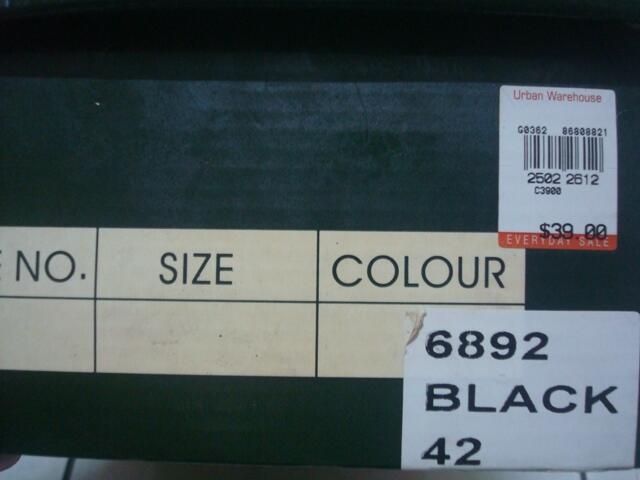 Urban Warehouse
G0362 86808821
2502 2612
C3900
$39.00
EVERYDAY SALE
NO. SIZE COLOUR
6892
BLACK
42